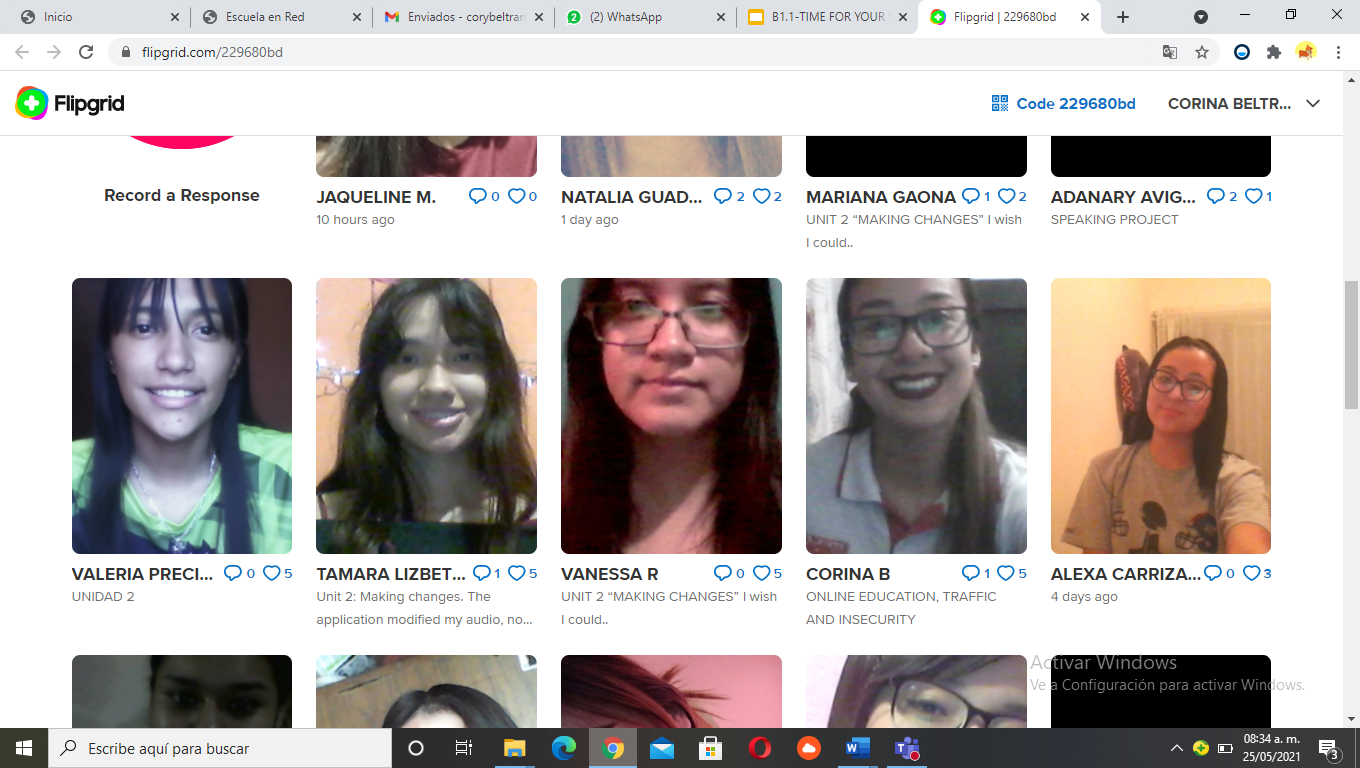 Inicio
Escuela en Red
Enviados - corybeltran
(2) WhatsApp
B1.1-TIME FOR YOUR
Flipgrid | 229680bd
flipgrid.com/229680bd
Flipgrid
Code 229680bd
CORINA BELTR...
Record a Response
JAQUELINE M. 0 0
10 hours ago
NATALIA GUAD... 2 2
1 day ago
MARIANA GAONA 1 2
UNIT 2 “MAKING CHANGES” I wish
I could..
ADANARY AVIG... 2 1
SPEAKING PROJECT
VALERIA PRECI... 0 5
UNIDAD 2
TAMARA LIZBET... 1 5
Unit 2: Making changes. The
application modified my audio, no...
VANESSA R 0 5
UNIT 2 “MAKING CHANGES” I wish
I could..
CORINA B 1 5
ONLINE EDUCATION, TRAFFIC
AND INSECURITY
ALEXA CARRIZA... 0 3
4 days ago
Activar Windows
Ve a Configuración para activar Windows.
Escribe aquí para buscar
08:34 a. m.
25/05/2021
3